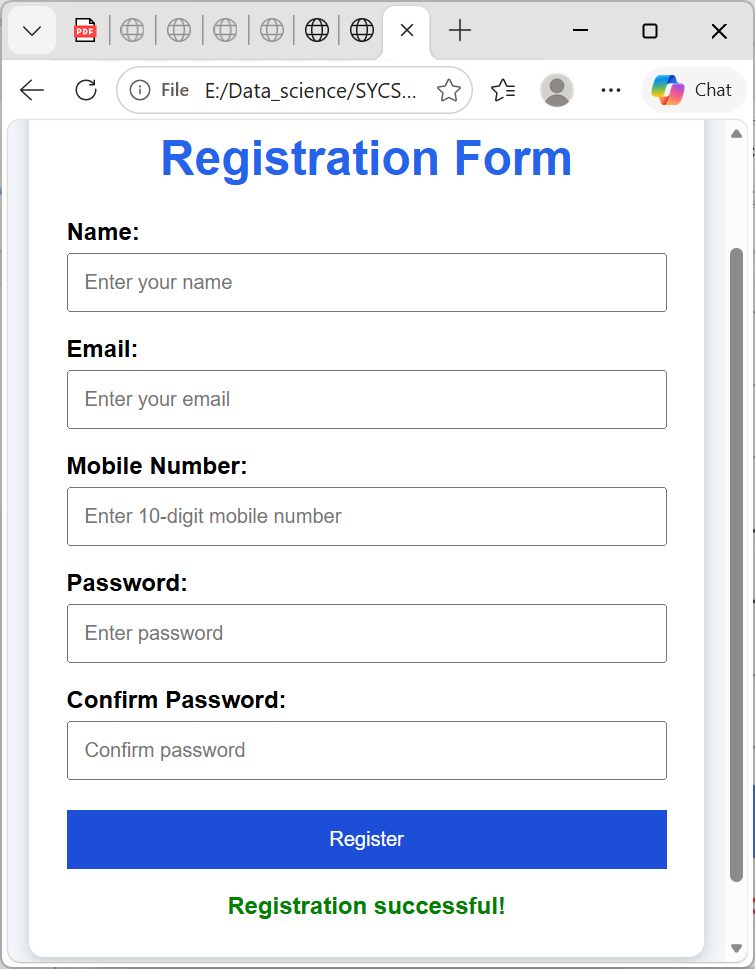 PDF
File E:/Data_science/SYCS...
Chat
Registration Form
Name:
Enter your name
Email:
Enter your email
Mobile Number:
Enter 10-digit mobile number
Password:
Enter password
Confirm Password:
Confirm password
Register
Registration successful!